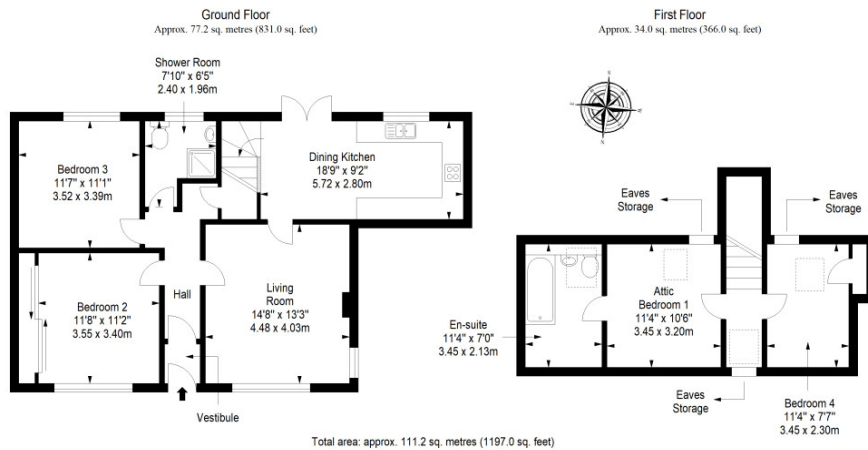 Ground Floor
Approx. 77.2 sq. metres (831.0 sq. feet)
First Floor
Approx. 34.0 sq. metres (366.0 sq. feet)
Shower Room
7'10" x 6'5"
2.40 x 1.96m
Bedroom 3
11'7" x 11'1"
3.52 x 3.39m
Dining Kitchen
18'9" x 9'2"
5.72 x 2.80m
Bedroom 2
11'8" x 11'2"
3.55 x 3.40m
Hall
Living
Room
14'8" x 13'3"
4.48 x 4.03m
Vestibule
Eaves
Storage
Eaves
Storage
En-suite
11'4" x 7'0"
3.45 x 2.13m
Attic
Bedroom 1
11'4" x 10'6"
3.45 x 3.20m
Eaves
Storage
Bedroom 4
11'4" x 7'7"
3.45 x 2.30m
Total area: approx. 111.2 sq. metres (1197.0 sq. feet)